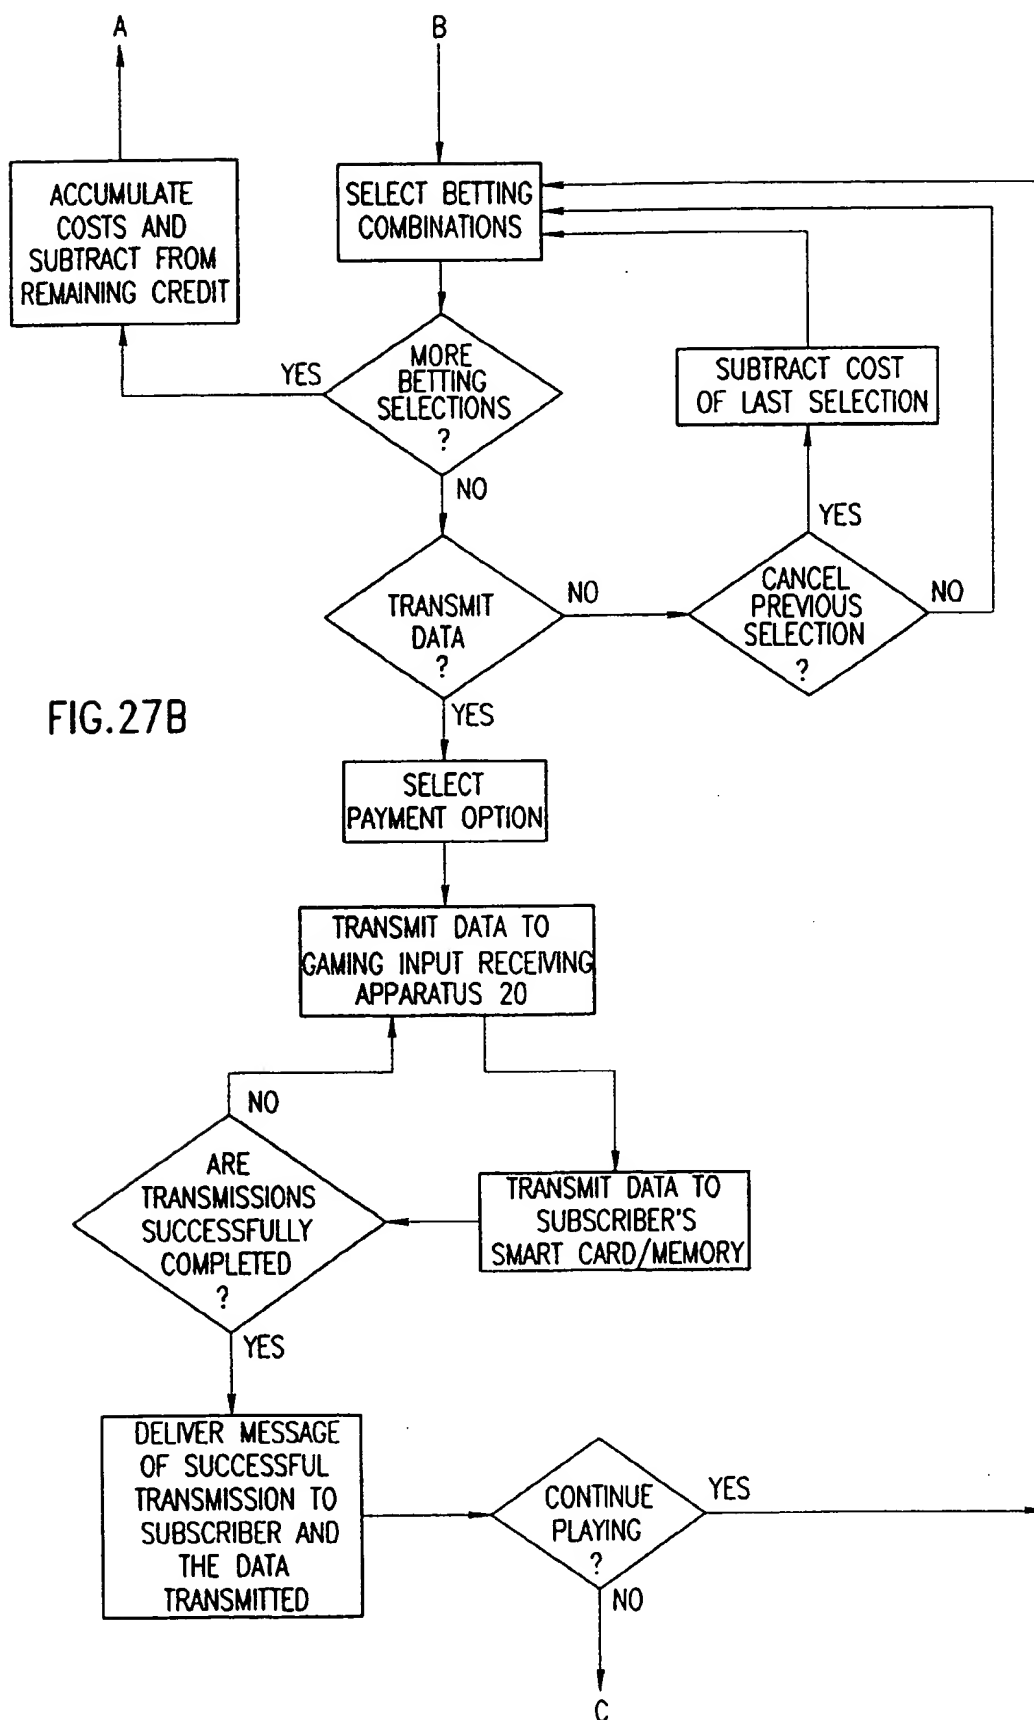 A
B
ACCUMULATE
COSTS AND
SUBTRACT FROM
REMAINING CREDIT
SELECT BETTING
COMBINATIONS
YES
MORE
BETTING
SELECTIONS
?
SUBTRACT COST
OF LAST SELECTION
NO
YES
TRANSMIT
DATA
?
NO
CANCEL
PREVIOUS
SELECTION
?
NO
FIG.27B
YES
SELECT
PAYMENT OPTION
TRANSMIT DATA TO
GAMING INPUT RECEIVING
APPARATUS 20
NO
ARE
TRANSMISSIONS
SUCCESSFULLY
COMPLETED
?
TRANSMIT DATA TO
SUBSCRIBER'S
SMART CARD/MEMORY
YES
DELIVER MESSAGE
OF SUCCESSFUL
TRANSMISSION TO
SUBSCRIBER AND
THE DATA
TRANSMITTED
CONTINUE
PLAYING
?
YES
NO
C